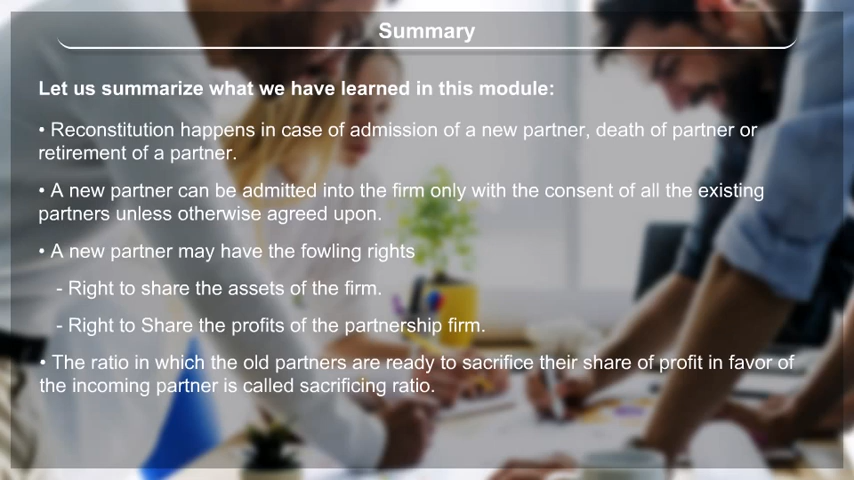 Summary
Let us summarize what we have learned in this module:
• Reconstitution happens in case of admission of a new partner, death of partner or
retirement of a partner.
• A new partner can be admitted into the firm only with the consent of all the existing
partners unless otherwise agreed upon.
• A new partner may have the fowling rights
- Right to share the assets of the firm.
- Right to Share the profits of the partnership firm.
• The ratio in which the old partners are ready to sacrifice their share of profit in favor of
the incoming partner is called sacrificing ratio.